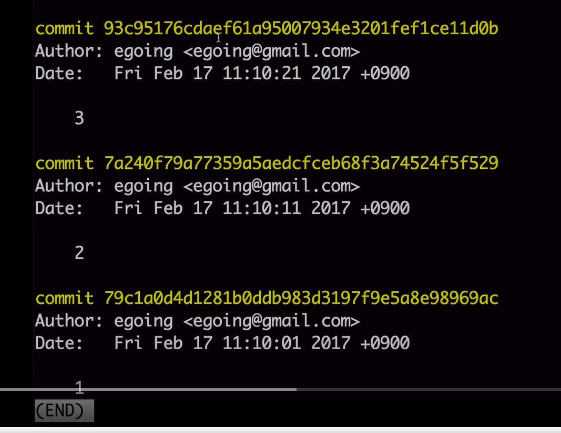 commit 93c95176cdaef61a95007934e3201fef1ce11d0b
Author: egoing <egoing@gmail.com>
Date:   Fri Feb 17 11:10:21 2017 +0900
3
commit 7a240f79a77359a5aedcfceb68f3a74524f5f529
Author: egoing <egoing@gmail.com>
Date:   Fri Feb 17 11:10:11 2017 +0900
2
commit 79c1a0d4d1281b0ddb983d3197f9e5a8e98969ac
Author: egoing <egoing@gmail.com>
Date:   Fri Feb 17 11:10:01 2017 +0900
1
(END)